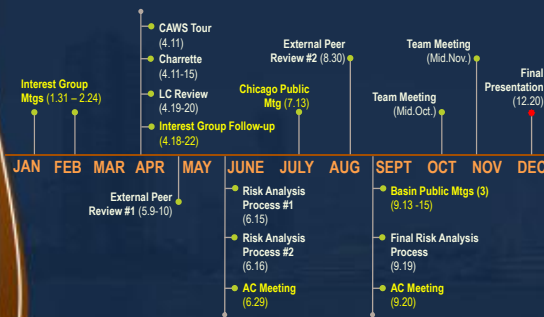 CAWS Tour
(4.11)
Charrette
(4.11-15)
LC Review
(4.19-20)
Interest Group Follow-up
(4.18-22)
Interest Group
Mtgs (1.31 – 2.24)
External Peer
Review #2 (8.30)
Chicago Public
Mtg (7.13)
Team Meeting
(Mid.Nov.)
Team Meeting
(Mid.Oct.)
Final
Presentation
(12.20)
JAN FEB MAR APR MAY JUNE JULY AUG SEPT OCT NOV DEC
External Peer
Review #1 (5.9-10)
Risk Analysis
Process #1
(6.15)
Risk Analysis
Process #2
(6.16)
AC Meeting
(6.29)
Basin Public Mtgs (3)
(9.13 -15)
Final Risk Analysis
Process
(9.19)
AC Meeting
(9.20)